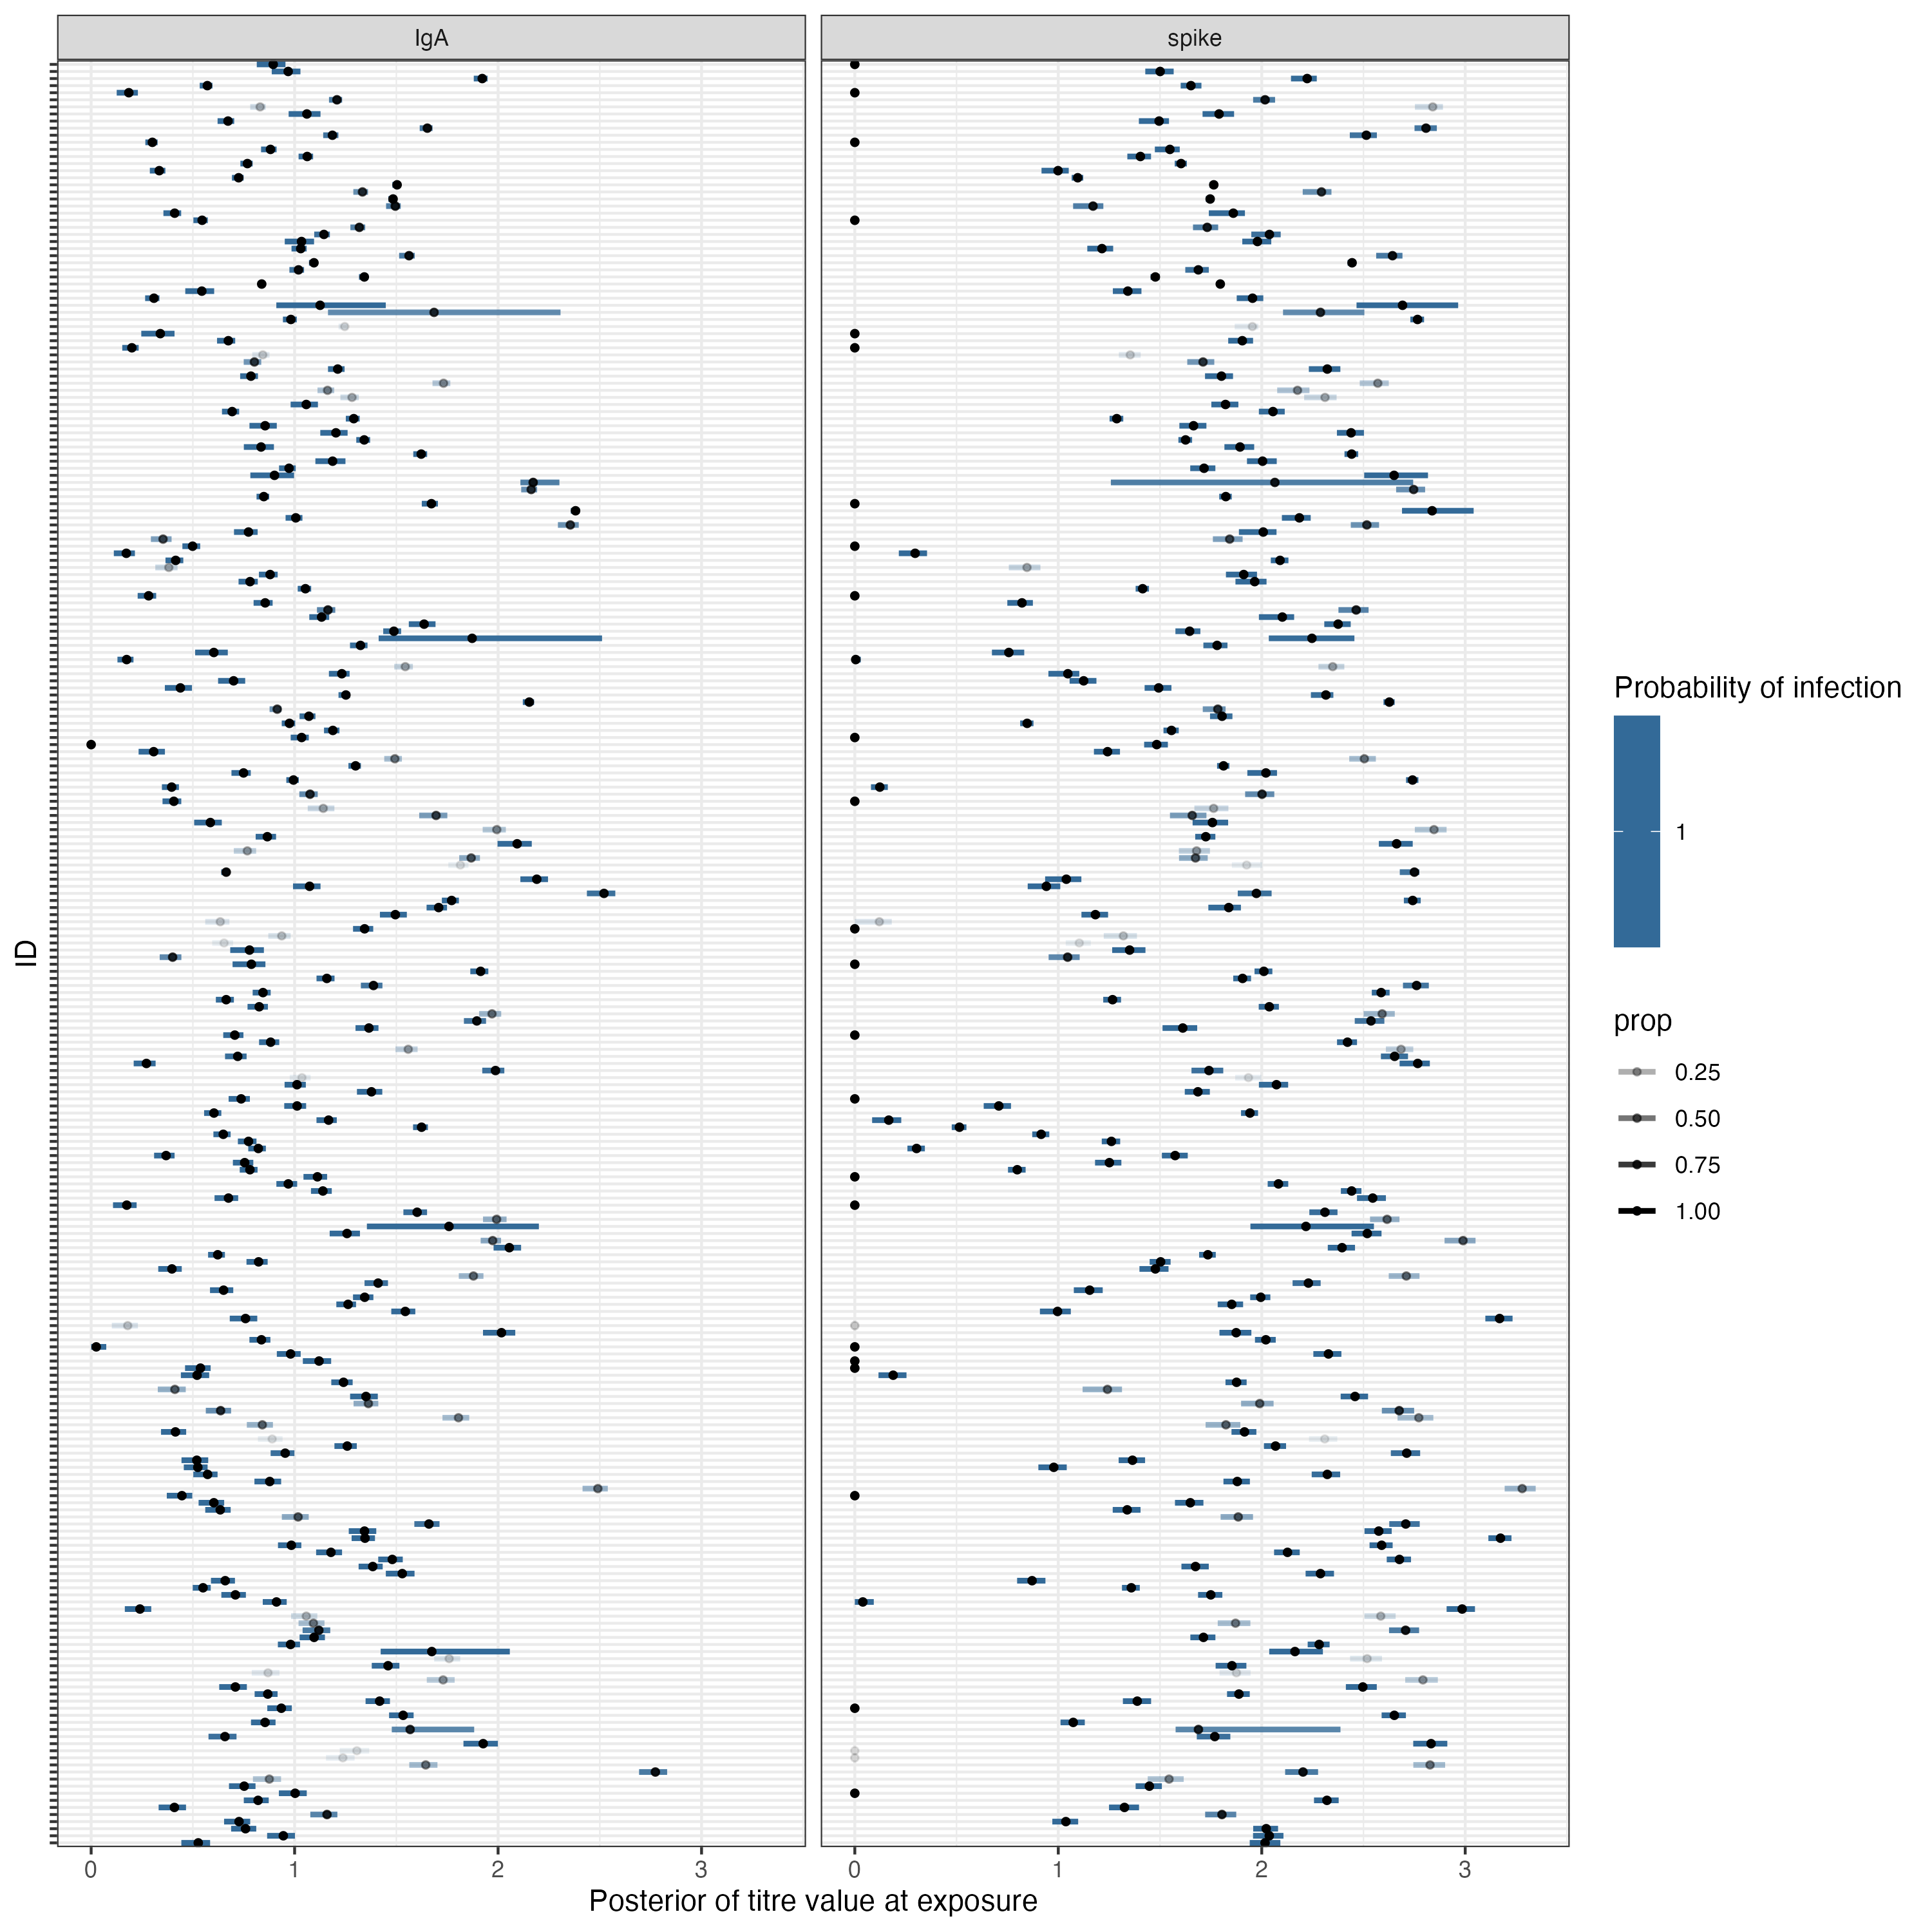 IgA
spike
ID
0
1
2
3
0
1
2
3
Posterior of titre value at exposure
Probability of infection
1
prop
0.25
0.50
0.75
1.00